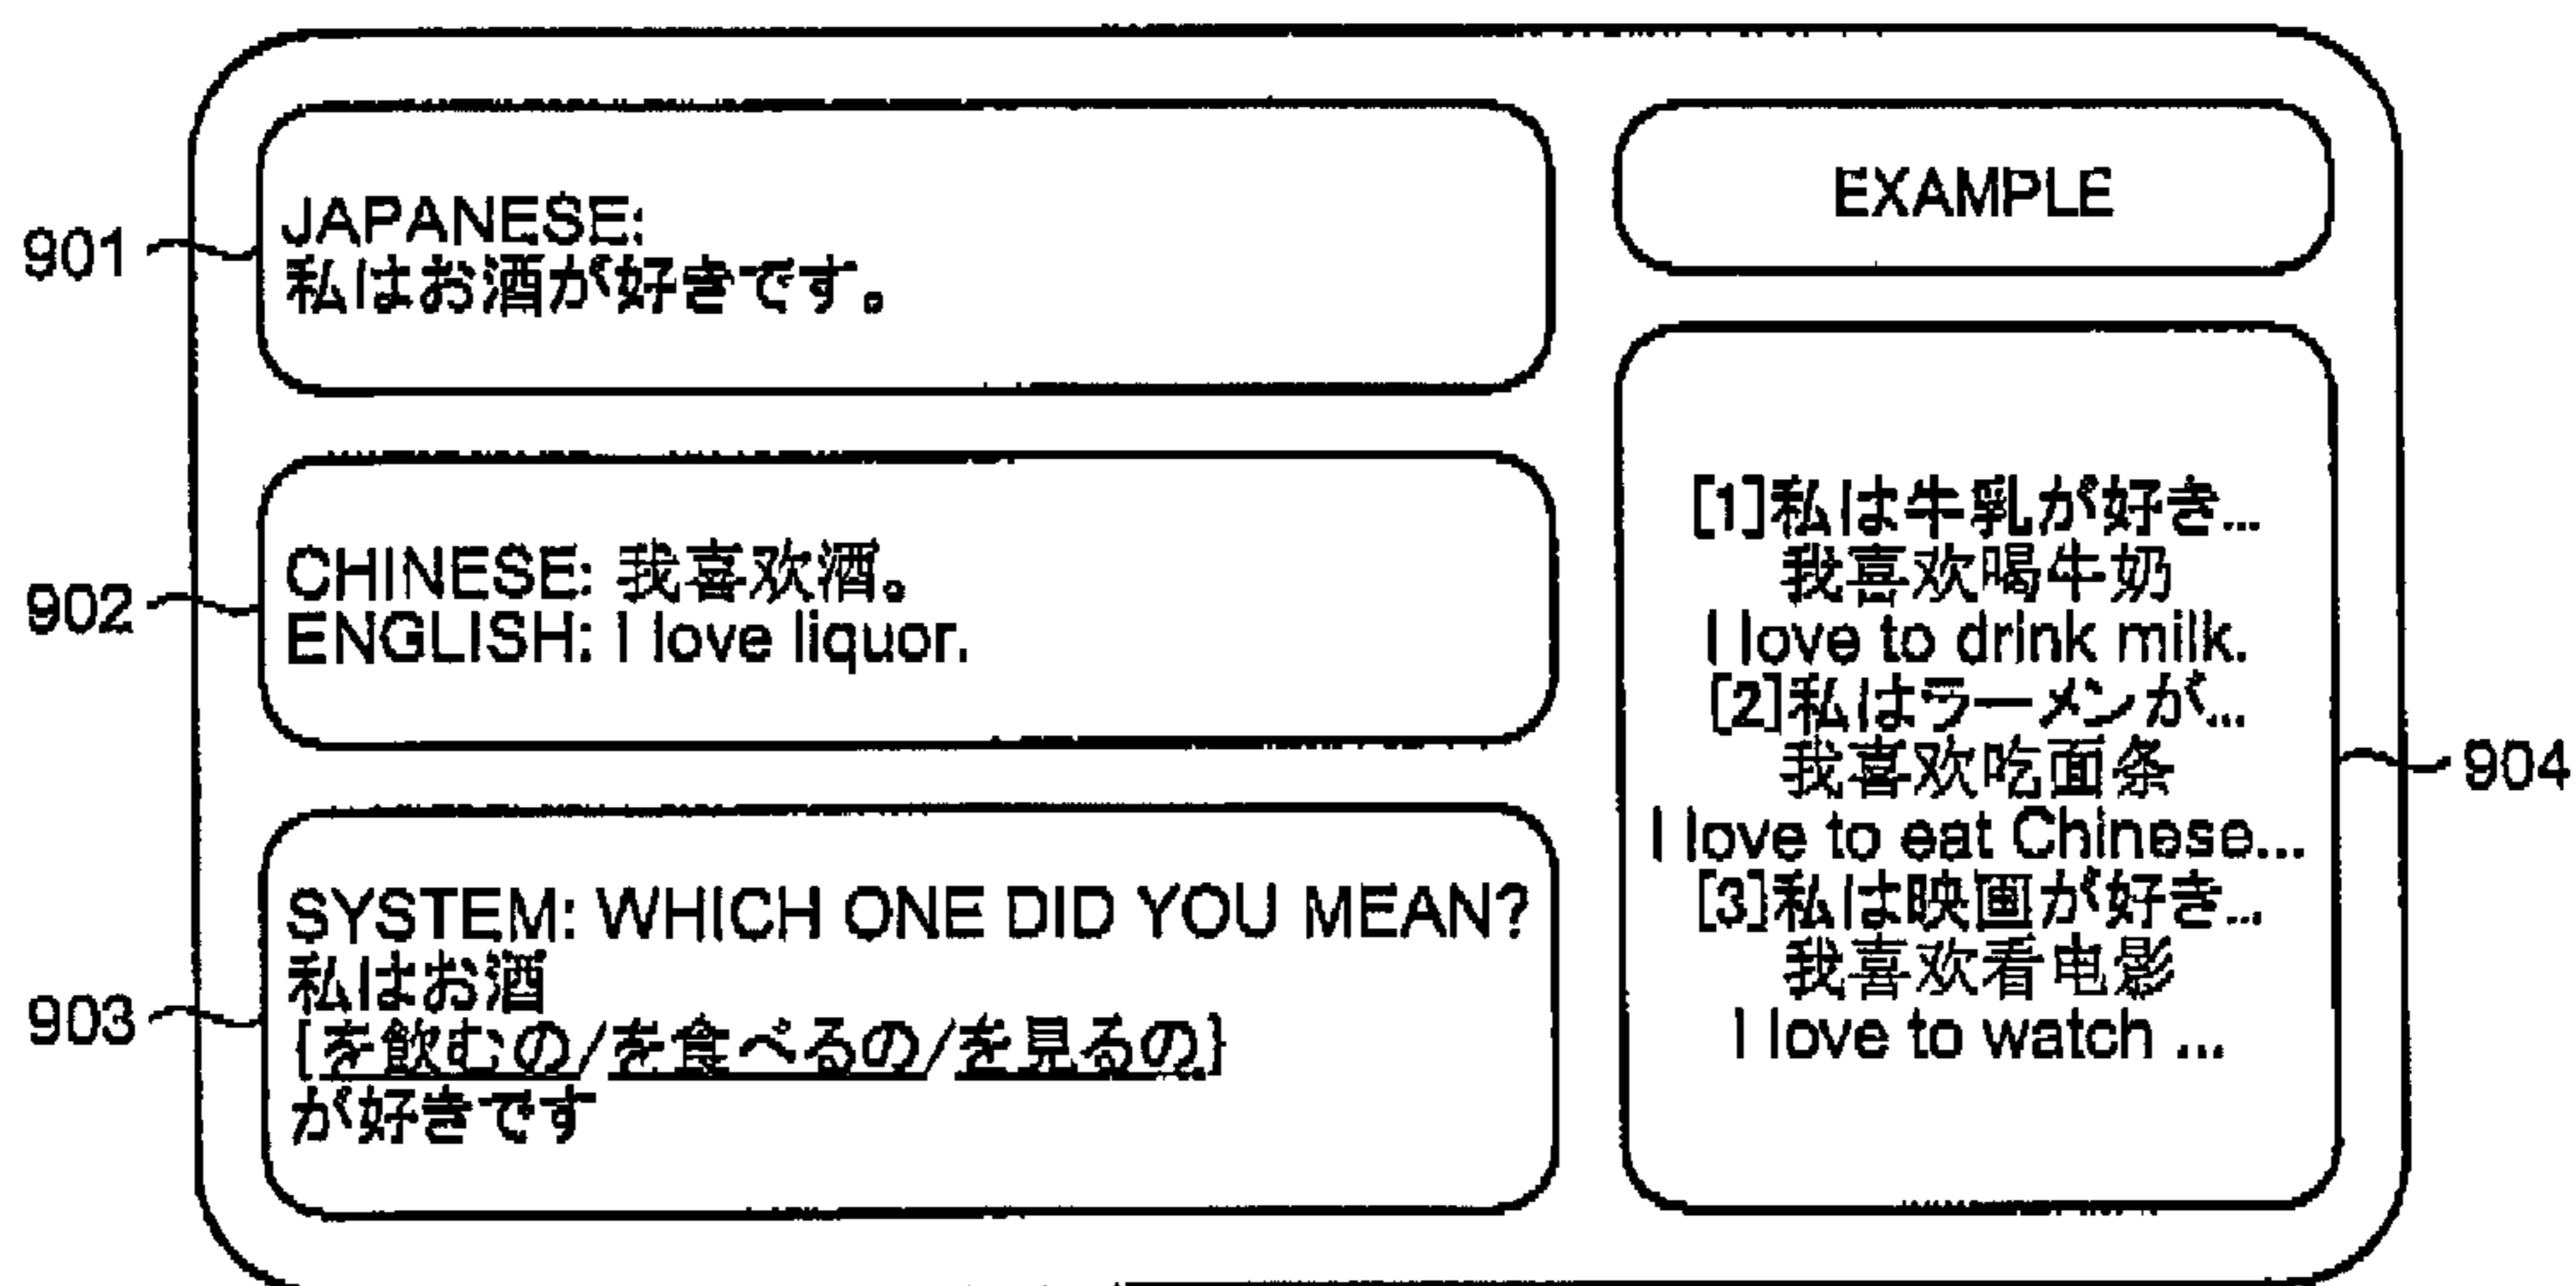 901
JAPANESE:
私はお酒が好きです。
902
CHINESE: 我喜欢酒。
ENGLISH: I love liquor.
903
SYSTEM: WHICH ONE DID YOU MEAN?
私はお酒
{を飲むの/を食べるの/を見るの}
が好きです
EXAMPLE
[1]私は牛乳が好き...
我喜欢喝牛奶
I love to drink milk.
[2]私はラーメンが...
我喜欢吃面条
I love to eat Chinese...
[3]私は映画が好き...
我喜欢看电影
I love to watch ...
904